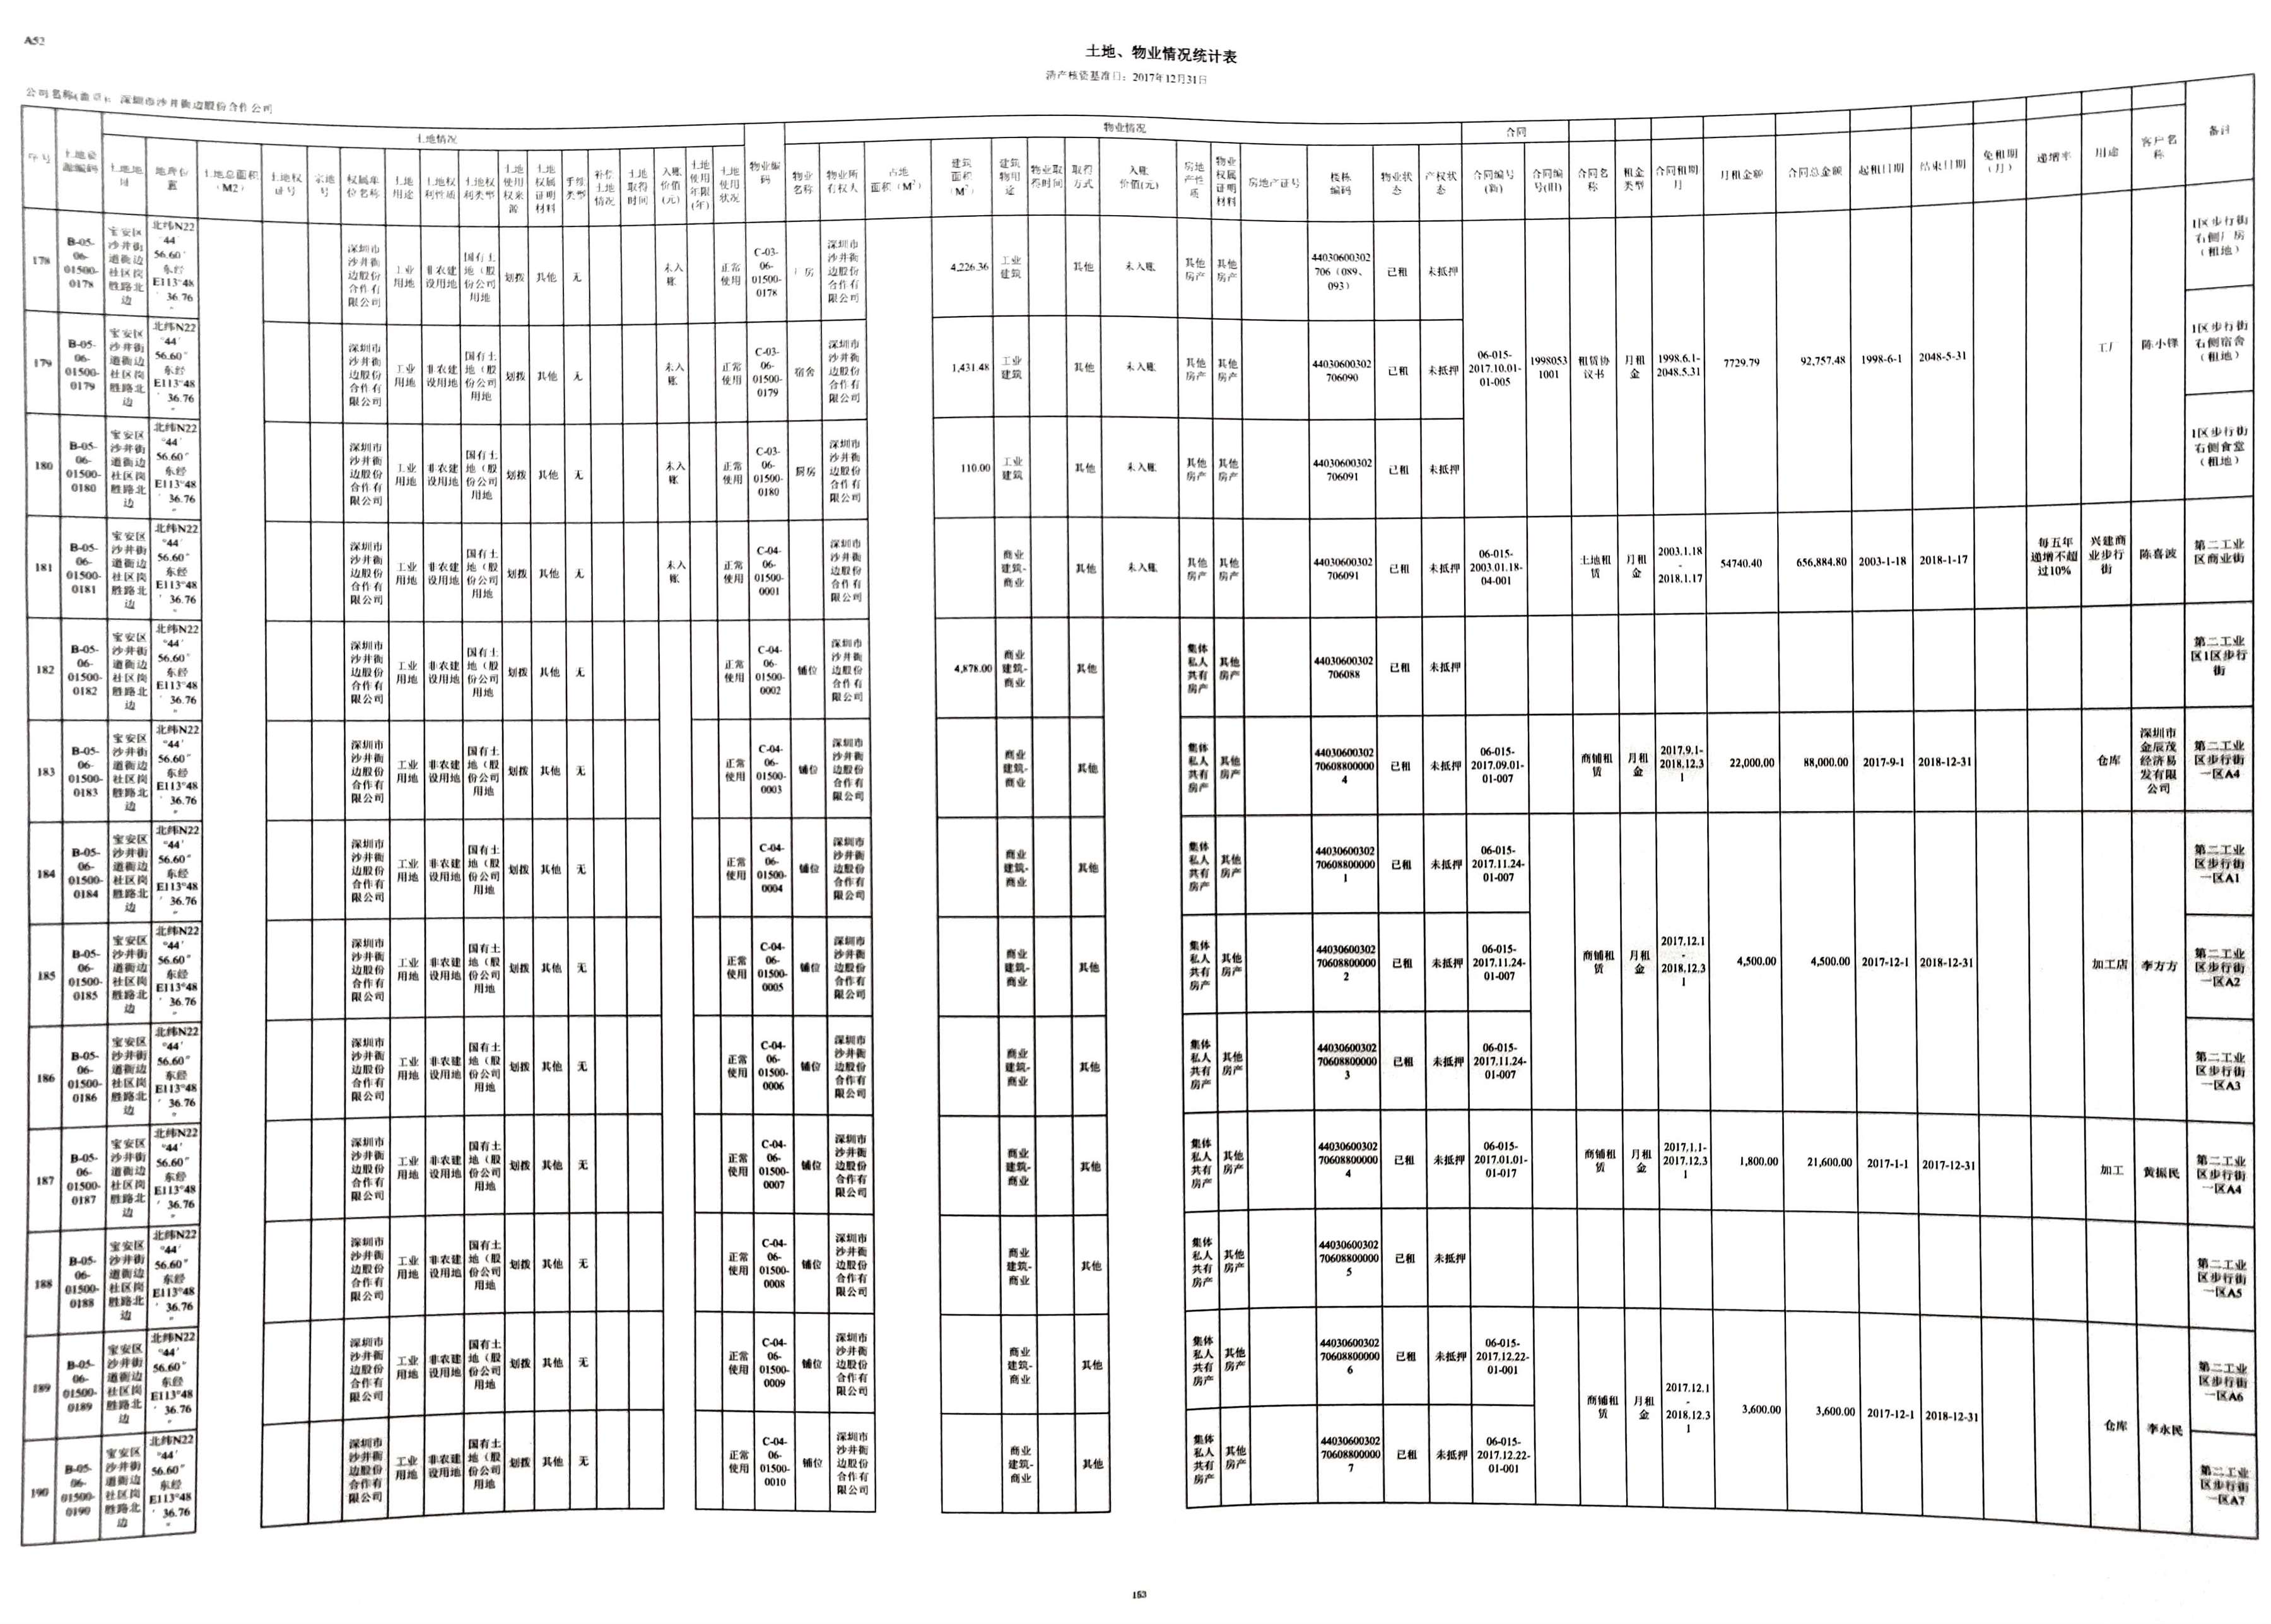 A52
土地、物业情况统计表
清产核资基准日：2017年12月31日
公司名称(盖章)：深圳市沙井衙边股份合作公司
土地情况 物业情况 合同
序号 土地资源编码 土地地址 地理位置 土地总面积(M2) 土地权证号 宗地号 权属单位名称 土地用途 土地权利性质 土地权利类型 土地使用权来源 土地权属证明材料 手续类型 补偿土地情况 土地取得时间 入账价值(元) 土地使用年限(年) 土地使用状况 物业编码 物业名称 物业所有权人 占地面积(M²) 建筑面积(M²) 建筑物用途 物业取得时间 取得方式 入账价值(元) 房地产性质 物业权属证明材料 房地产证号 楼栋编码 物业状态 产权状态 合同编号(新) 合同编号(旧) 合同名称 租金类型 合同租期月 月租金额 合同总金额 起租日期 结束日期 免租期(月) 递增率 用途 客户名称 备注
178 B-05-06-01500-0178 宝安区沙井街道衙边社区岗胜路北边 北纬N22°44′56.60″东经E113°48′36.76″ 深圳市沙井衙边股份合作有限公司 工业用地 非农建设用地 国有土地（股份公司用地 划拨 其他 无 未入账 正常使用 C-03-06-01500-0178 厂房 深圳市沙井衙边股份合作有限公司 4,226.36 工业建筑 其他 未入账 其他房产 其他房产 44030600302706（089、093） 已租 未抵押 1区步行街右侧厂房（租地）
179 B-05-06-01500-0179 宝安区沙井街道衙边社区岗胜路北边 北纬N22°44′56.60″东经E113°48′36.76″ 深圳市沙井衙边股份合作有限公司 工业用地 非农建设用地 国有土地（股份公司用地 划拨 其他 无 未入账 正常使用 C-03-06-01500-0179 宿舍 深圳市沙井衙边股份合作有限公司 1,431.48 工业建筑 其他 未入账 其他房产 其他房产 44030600302706090 已租 未抵押 06-015-2017.10.01-01-005 19980531001 租赁协议书 月租金 1998.6.1-2048.5.31 7729.79 92,757.48 1998-6-1 2048-5-31 工厂 陈小锋 1区步行街右侧宿舍（租地）
180 B-05-06-01500-0180 宝安区沙井街道衙边社区岗胜路北边 北纬N22°44′56.60″东经E113°48′36.76″ 深圳市沙井衙边股份合作有限公司 工业用地 非农建设用地 国有土地（股份公司用地 划拨 其他 无 未入账 正常使用 C-03-06-01500-0180 厨房 深圳市沙井衙边股份合作有限公司 110.00 工业建筑 其他 未入账 其他房产 其他房产 44030600302706091 已租 未抵押 1区步行街右侧食堂（租地）
181 B-05-06-01500-0181 宝安区沙井街道衙边社区岗胜路北边 北纬N22°44′56.60″东经E113°48′36.76″ 深圳市沙井衙边股份合作有限公司 工业用地 非农建设用地 国有土地（股份公司用地 划拨 其他 无 未入账 正常使用 C-04-06-01500-0001 深圳市沙井衙边股份合作有限公司 商业建筑-商业 其他 未入账 其他房产 其他房产 44030600302706091 已租 未抵押 06-015-2003.01.18-04-001 土地租赁 月租金 2003.1.18-2018.1.17 54740.40 656,884.80 2003-1-18 2018-1-17 每五年递增不超过10% 兴建商业步行街 陈喜波 第二工业区商业街
182 B-05-06-01500-0182 宝安区沙井街道衙边社区岗胜路北边 北纬N22°44′56.60″东经E113°48′36.76″ 深圳市沙井衙边股份合作有限公司 工业用地 非农建设用地 国有土地（股份公司用地 划拨 其他 无 正常使用 C-04-06-01500-0002 铺位 深圳市沙井衙边股份合作有限公司 4,878.00 商业建筑-商业 其他 集体私人共有房产 其他房产 44030600302706088 已租 未抵押 第二工业区1区步行街
183 B-05-06-01500-0183 宝安区沙井街道衙边社区岗胜路北边 北纬N22°44′56.60″东经E113°48′36.76″ 深圳市沙井衙边股份合作有限公司 工业用地 非农建设用地 国有土地（股份公司用地 划拨 其他 无 正常使用 C-04-06-01500-0003 铺位 深圳市沙井衙边股份合作有限公司 商业建筑-商业 其他 集体私人共有房产 其他房产 44030600302706088000004 已租 未抵押 06-015-2017.09.01-01-007 商铺租赁 月租金 2017.9.1-2018.12.31 22,000.00 88,000.00 2017-9-1 2018-12-31 仓库 深圳市金辰茂经济易发有限公司 第二工业区步行街一区A4
184 B-05-06-01500-0184 宝安区沙井街道衙边社区岗胜路北边 北纬N22°44′56.60″东经E113°48′36.76″ 深圳市沙井衙边股份合作有限公司 工业用地 非农建设用地 国有土地（股份公司用地 划拨 其他 无 正常使用 C-04-06-01500-0004 铺位 深圳市沙井衙边股份合作有限公司 商业建筑-商业 其他 集体私人共有房产 其他房产 44030600302706088000001 已租 未抵押 06-015-2017.11.24-01-007 第二工业区步行街一区A1
185 B-05-06-01500-0185 宝安区沙井街道衙边社区岗胜路北边 北纬N22°44′56.60″东经E113°48′36.76″ 深圳市沙井衙边股份合作有限公司 工业用地 非农建设用地 国有土地（股份公司用地 划拨 其他 无 正常使用 C-04-06-01500-0005 铺位 深圳市沙井衙边股份合作有限公司 商业建筑-商业 其他 集体私人共有房产 其他房产 44030600302706088000002 已租 未抵押 06-015-2017.11.24-01-007 商铺租赁 月租金 2017.12.1-2018.12.31 4,500.00 4,500.00 2017-12-1 2018-12-31 加工店 李方方 第二工业区步行街一区A2
186 B-05-06-01500-0186 宝安区沙井街道衙边社区岗胜路北边 北纬N22°44′56.60″东经E113°48′36.76″ 深圳市沙井衙边股份合作有限公司 工业用地 非农建设用地 国有土地（股份公司用地 划拨 其他 无 正常使用 C-04-06-01500-0006 铺位 深圳市沙井衙边股份合作有限公司 商业建筑-商业 其他 集体私人共有房产 其他房产 44030600302706088000003 已租 未抵押 06-015-2017.11.24-01-007 第二工业区步行街一区A3
187 B-05-06-01500-0187 宝安区沙井街道衙边社区岗胜路北边 北纬N22°44′56.60″东经E113°48′36.76″ 深圳市沙井衙边股份合作有限公司 工业用地 非农建设用地 国有土地（股份公司用地 划拨 其他 无 正常使用 C-04-06-01500-0007 铺位 深圳市沙井衙边股份合作有限公司 商业建筑-商业 其他 集体私人共有房产 其他房产 44030600302706088000004 已租 未抵押 06-015-2017.01.01-01-017 商铺租赁 月租金 2017.1.1-2017.12.31 1,800.00 21,600.00 2017-1-1 2017-12-31 加工 黄振民 第二工业区步行街一区A4
188 B-05-06-01500-0188 宝安区沙井街道衙边社区岗胜路北边 北纬N22°44′56.60″东经E113°48′36.76″ 深圳市沙井衙边股份合作有限公司 工业用地 非农建设用地 国有土地（股份公司用地 划拨 其他 无 正常使用 C-04-06-01500-0008 铺位 深圳市沙井衙边股份合作有限公司 商业建筑-商业 其他 集体私人共有房产 其他房产 44030600302706088000005 已租 未抵押 第二工业区步行街一区A5
189 B-05-06-01500-0189 宝安区沙井街道衙边社区岗胜路北边 北纬N22°44′56.60″东经E113°48′36.76″ 深圳市沙井衙边股份合作有限公司 工业用地 非农建设用地 国有土地（股份公司用地 划拨 其他 无 正常使用 C-04-06-01500-0009 铺位 深圳市沙井衙边股份合作有限公司 商业建筑-商业 其他 集体私人共有房产 其他房产 44030600302706088000006 已租 未抵押 06-015-2017.12.22-01-001 商铺租赁 月租金 2017.12.1-2018.12.31 3,600.00 3,600.00 2017-12-1 2018-12-31 仓库 李永民 第二工业区步行街一区A6
190 B-05-06-01500-0190 宝安区沙井街道衙边社区岗胜路北边 北纬N22°44′56.60″东经E113°48′36.76″ 深圳市沙井衙边股份合作有限公司 工业用地 非农建设用地 国有土地（股份公司用地 划拨 其他 无 正常使用 C-04-06-01500-0010 铺位 深圳市沙井衙边股份合作有限公司 商业建筑-商业 其他 集体私人共有房产 其他房产 44030600302706088000007 已租 未抵押 06-015-2017.12.22-01-001 第二工业区步行街一区A7
153